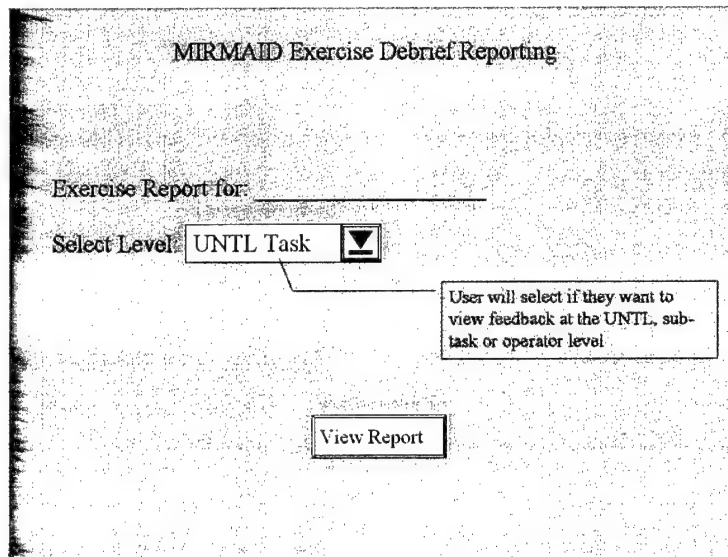 MIRMAID Exercise Debrief Reporting
Exercise Report for:
Select Level: UNTL Task
User will select if they want to
view feedback at the UNTL, sub-
task or operator level
View Report